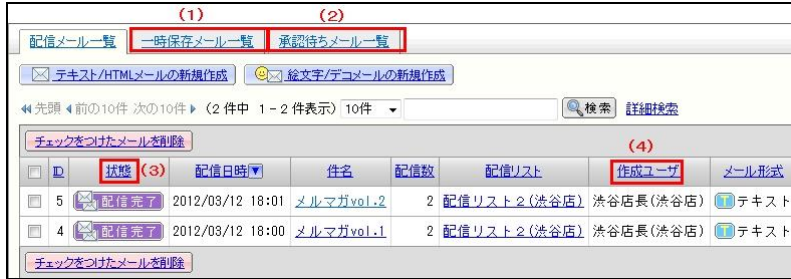 (1) (2)
配信メール一覧 一時保存メール一覧 承認待ちメール一覧
テキスト/HTMLメールの新規作成 絵文字/デコメールの新規作成
先頭 前の10件 次の10件 (2件中 1-2件表示) 10件 検索 詳細検索
チェックをつけたメールを削除 (4)
ID 状態 (3) 配信日時▼ 件名 配信数 配信リスト 作成ユーザ メール形式
5 配信完了 2012/03/12 18:01 メルマガvol.2 2 配信リスト2(渋谷店) 渋谷店長(渋谷店) Tテキスト
4 配信完了 2012/03/12 18:00 メルマガvol.1 2 配信リスト2(渋谷店) 渋谷店長(渋谷店) Tテキスト
チェックをつけたメールを削除